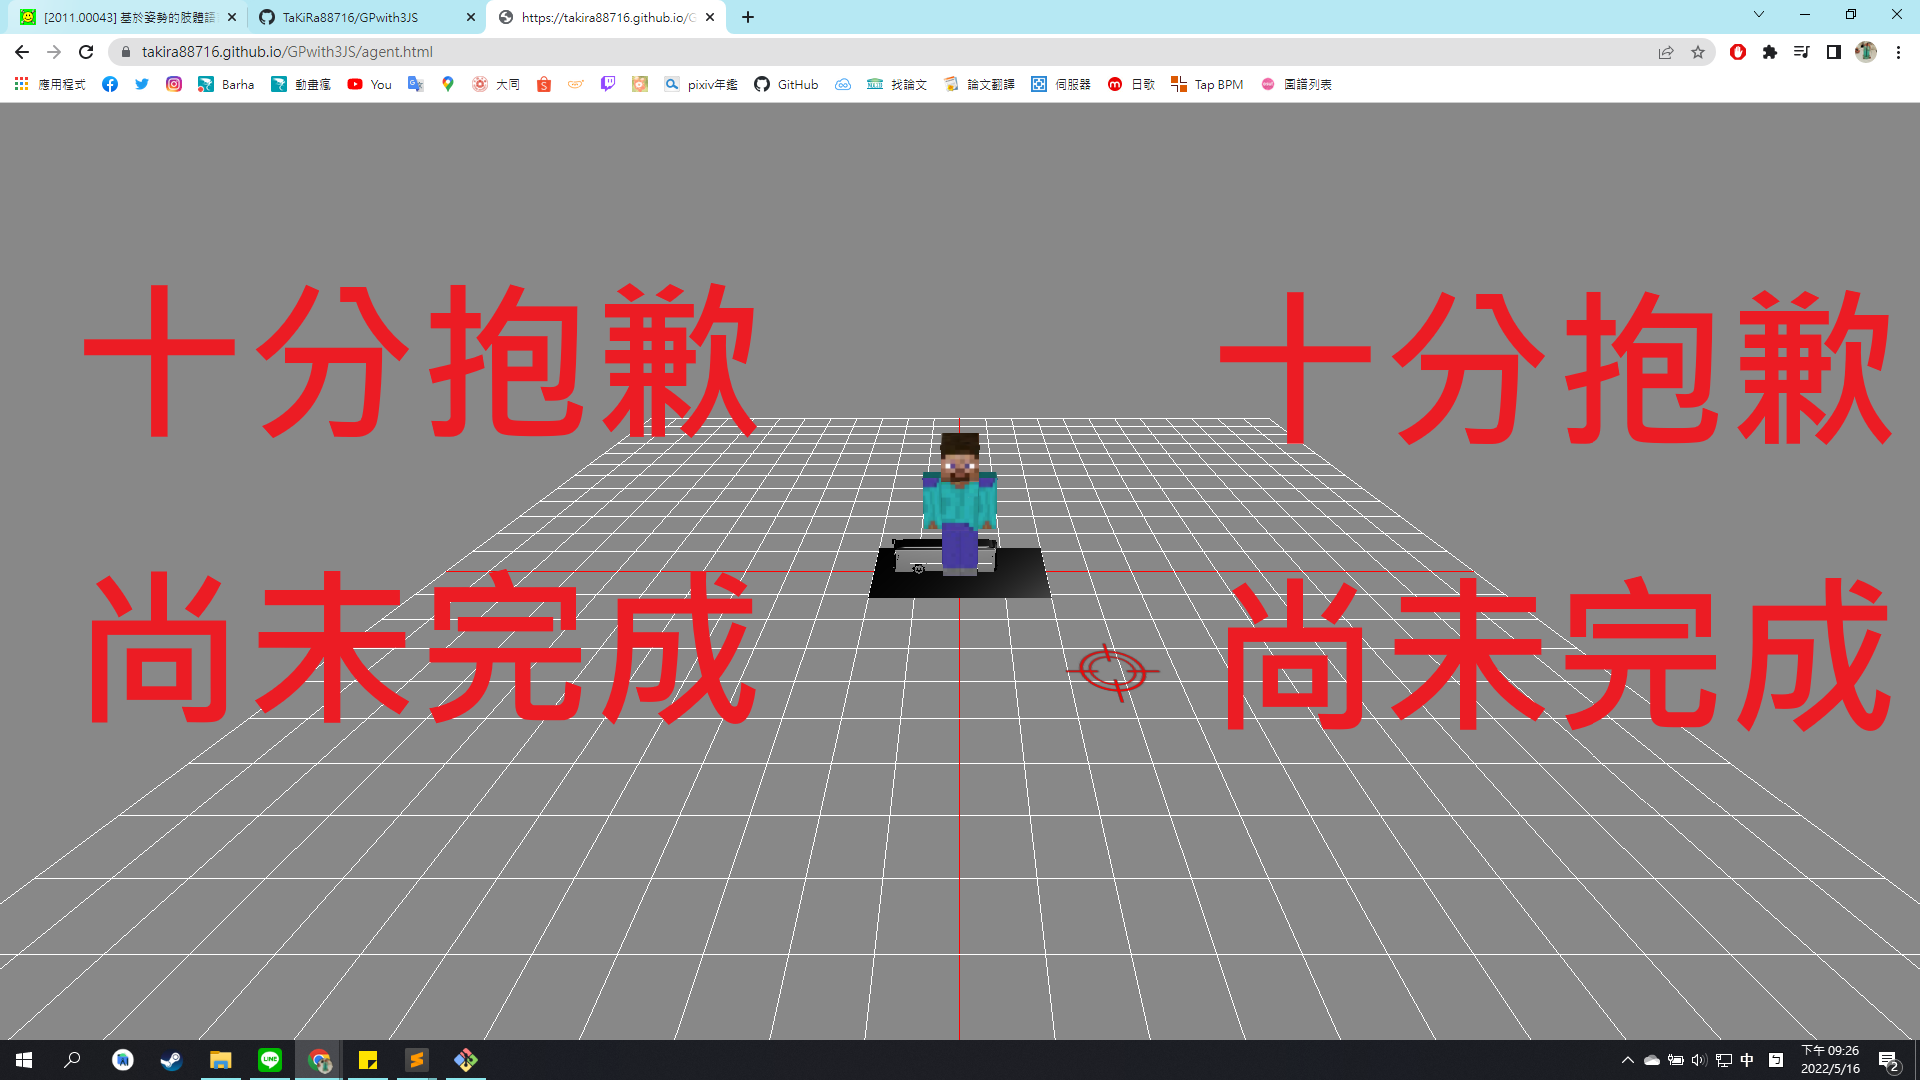 [2011.00043] 基於姿勢的肢體語
TaKiRa88716/GPwith3JS
https://takira88716.github.io/G
takira88716.github.io/GPwith3JS/agent.html
應用程式
Barha
動畫瘋
You
大同
pixiv年鑑
GitHub
找論文
論文翻譯
伺服器
日歌
Tap BPM
圖譜列表
十分抱歉
十分抱歉
尚未完成
尚未完成
中
下午 09:26
2022/5/16
2